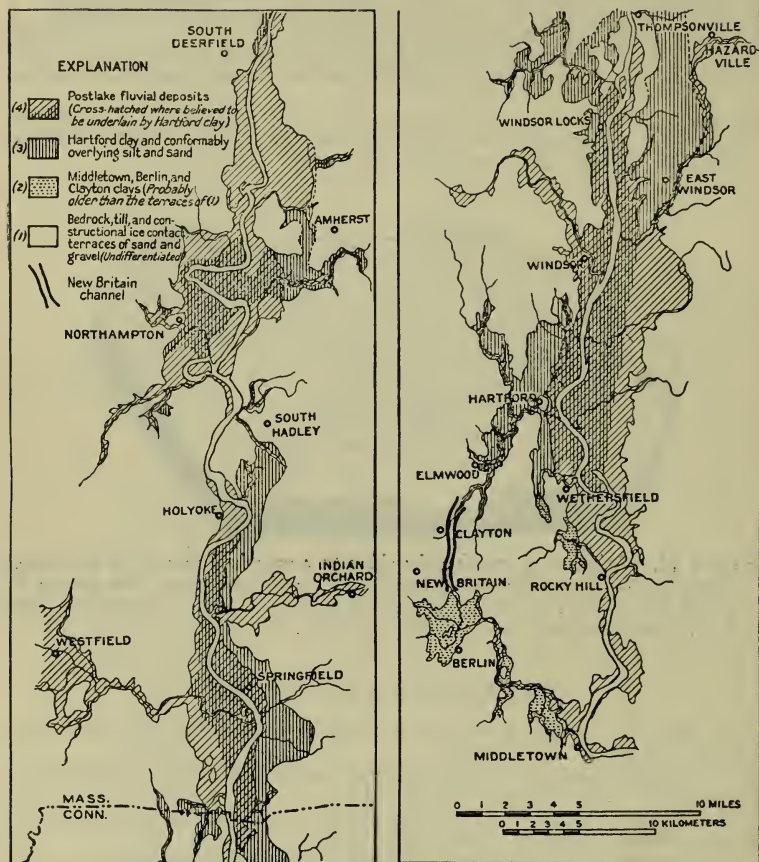 SOUTH
DEERFIELD
EXPLANATION
(4) Postlake fluvial deposits
(Cross-hatched where believed to
be underlain by Hartford clay)
(3) Hartford clay and conformably
overlying silt and sand
(2) Middletown, Berlin, and
Clayton clays (Probably
older than the terraces of (1)
(1) Bedrock, till, and con-
structional ice contact
terraces of sand and
gravel (Undifferentiated)
New Britain
channel
AMHERST
NORTHAMPTON
SOUTH
HADLEY
HOLYOKE
INDIAN
ORCHARD
WESTFIELD
SPRINGFIELD
MASS.
CONN.
THOMPSONVILLE
HAZARD-
VILLE
WINDSOR LOCKS
EAST
WINDSOR
WINDSOR
HARTFORD
ELMWOOD
WETHERSFIELD
CLAYTON
NEW BRITAIN
ROCKY HILL
BERLIN
MIDDLETOWN
0 1 2 3 4 5 10 MILES
0 1 2 3 4 5 10 KILOMETERS